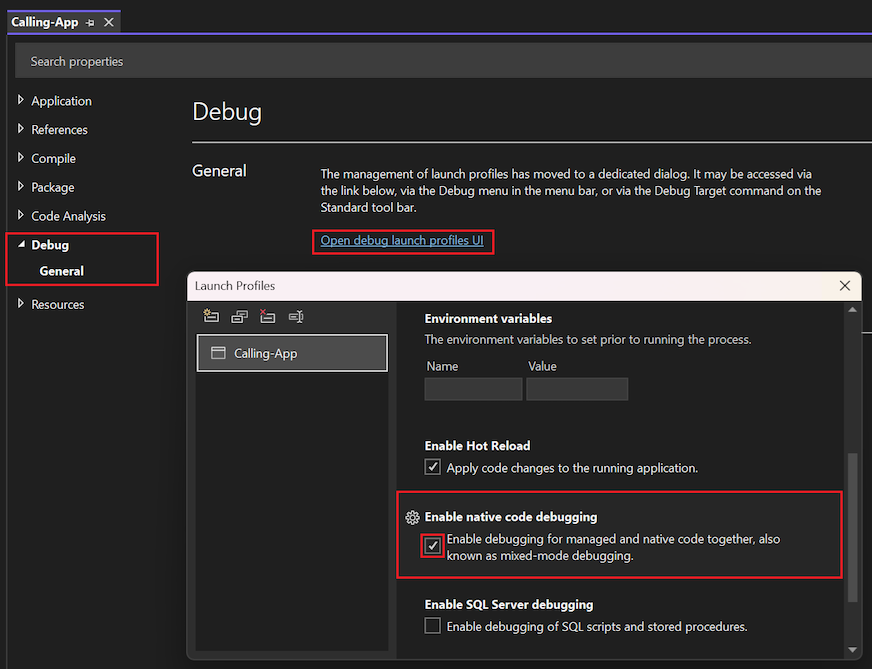 Calling-App
Search properties
Application
References
Compile
Package
Code Analysis
Debug
General
Resources
Debug
General
The management of launch profiles has moved to a dedicated dialog. It may be accessed via
the link below, via the Debug menu in the menu bar, or via the Debug Target command on the
Standard tool bar.
Open debug launch profiles UI
Launch Profiles
Calling-App
Environment variables
The environment variables to set prior to running the process.
Name Value
Enable Hot Reload
Apply code changes to the running application.
Enable native code debugging
Enable debugging for managed and native code together, also
known as mixed-mode debugging.
Enable SQL Server debugging
Enable debugging of SQL scripts and stored procedures.